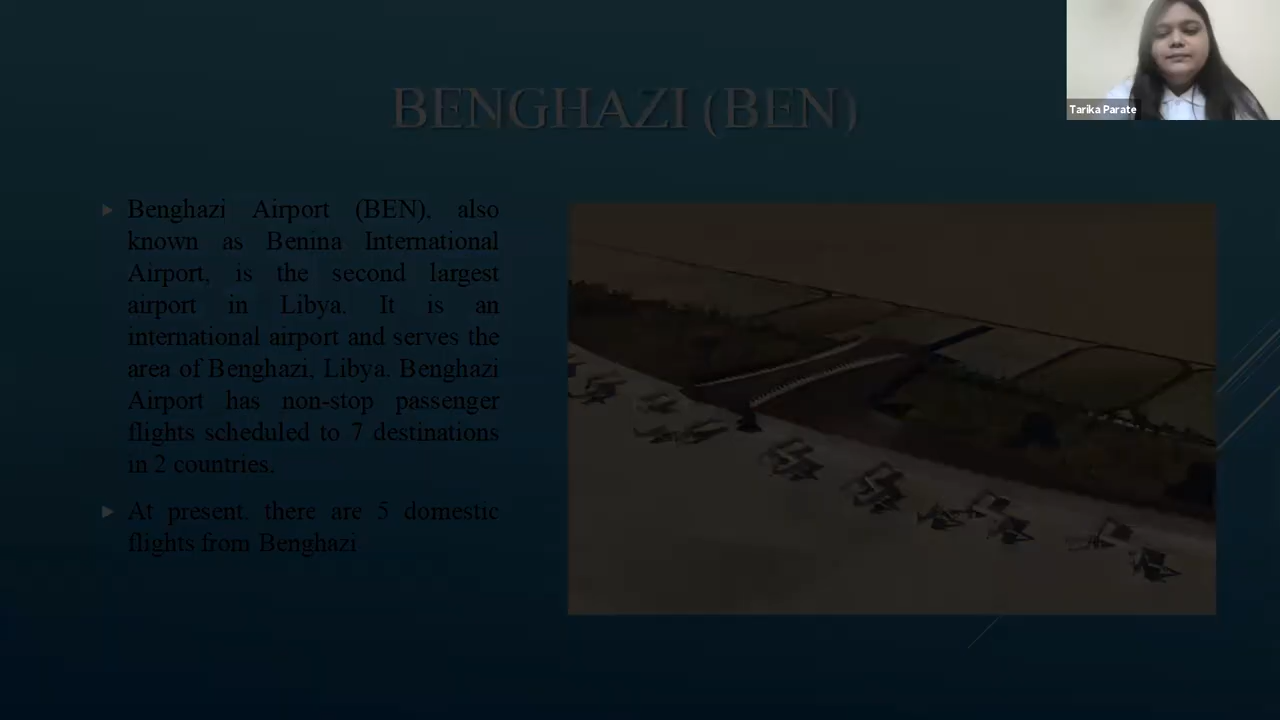 BENGHAZI (BEN)
Tarika Parate
Benghazi Airport (BEN), also
known as Benina International
Airport, is the second largest
airport in Libya. It is an
international airport and serves the
area of Benghazi, Libya. Benghazi
Airport has non-stop passenger
flights scheduled to 7 destinations
in 2 countries.
At present, there are 5 domestic
flights from Benghazi